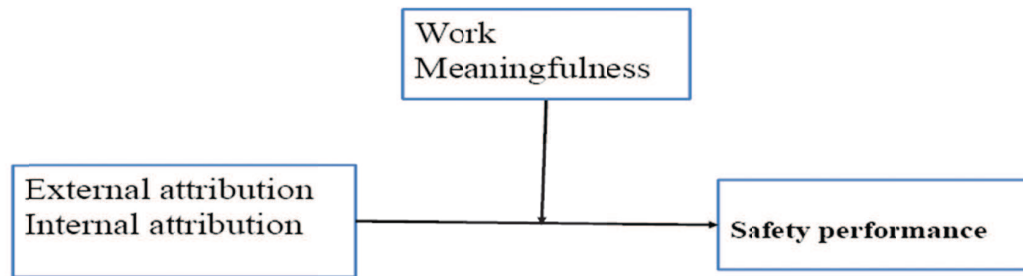 Work
Meaningfulness
External attribution
Internal attribution
Safety performance